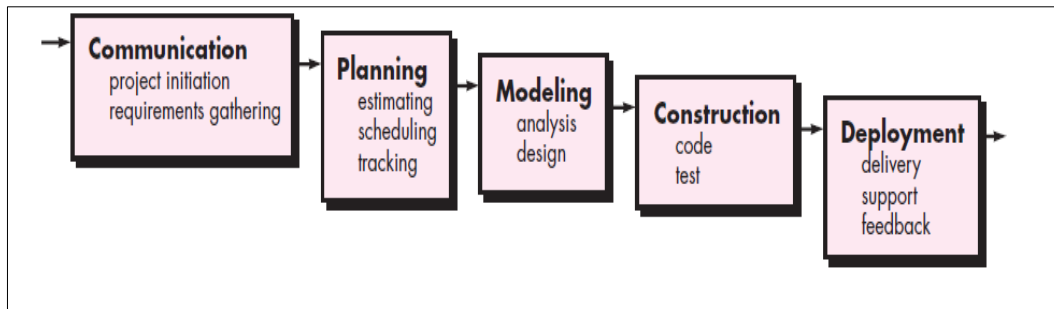 Communication
project initiation
requirements gathering
Planning
estimating
scheduling
tracking
Modeling
analysis
design
Construction
code
test
Deployment
delivery
support
feedback